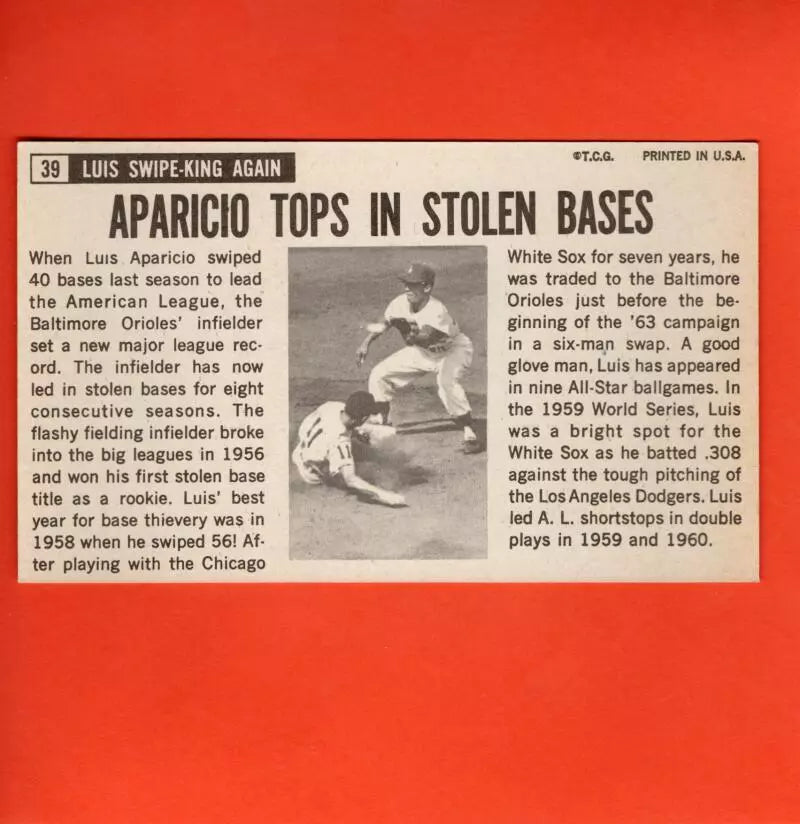 39 LUIS SWIPE-KING AGAIN
©T.C.G. PRINTED IN U.S.A.
APARICIO TOPS IN STOLEN BASES
When Luis Aparicio swiped
40 bases last season to lead
the American League, the
Baltimore Orioles' infielder
set a new major league rec-
ord. The infielder has now
led in stolen bases for eight
consecutive seasons. The
flashy fielding infielder broke
into the big leagues in 1956
and won his first stolen base
title as a rookie. Luis' best
year for base thievery was in
1958 when he swiped 56! Af-
ter playing with the Chicago
White Sox for seven years, he
was traded to the Baltimore
Orioles just before the be-
ginning of the '63 campaign
in a six-man swap. A good
glove man, Luis has appeared
in nine All-Star ballgames. In
the 1959 World Series, Luis
was a bright spot for the
White Sox as he batted .308
against the tough pitching of
the Los Angeles Dodgers. Luis
led A. L. shortstops in double
plays in 1959 and 1960.
11